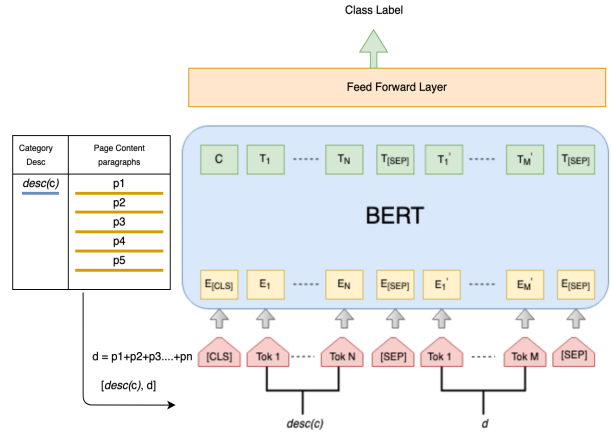 Class Label
Feed Forward Layer
Category
Desc
Page Content
paragraphs
desc(c)
p1
p2
p3
p4
p5
C T1 ...... TN T[SEP] T1' ...... TM' T[SEP]
BERT
E[CLS] E1 ...... EN E[SEP] E1' ...... EM' E[SEP]
d = p1+p2+p3....+pn
[CLS] Tok 1 ...... Tok N [SEP] Tok 1 ...... Tok M [SEP]
[desc(c), d]
desc(c) d